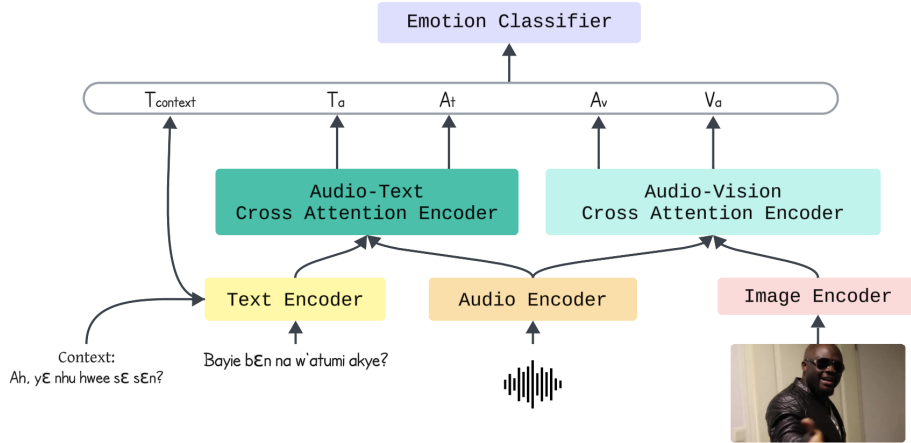 Emotion Classifier
Tcontext Ta At Av Va
Audio-Text
Cross Attention Encoder
Audio-Vision
Cross Attention Encoder
Text Encoder
Audio Encoder
Image Encoder
Context:
Ah, yɛ nhu hwee sɛ sɛn?
Bayie bɛn na w'atumi akye?